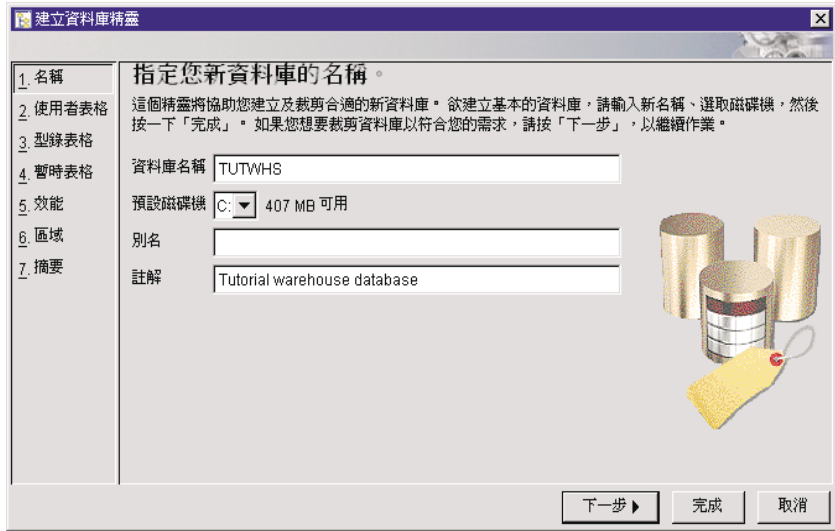 建立資料庫精靈
1. 名稱
2. 使用者表格
3. 型錄表格
4. 暫時表格
5. 效能
6. 區域
7. 摘要
指定您新資料庫的名稱。
這個精靈將協助您建立及裁剪合適的新資料庫。欲建立基本的資料庫，請輸入新名稱、選取磁碟機，然後
按一下「完成」。如果您想要裁剪資料庫以符合您的需求，請按「下一步」，以繼續作業。
資料庫名稱 TUTWHS
預設磁碟機 C: 407 MB 可用
別名
註解 Tutorial warehouse database
下一步 完成 取消